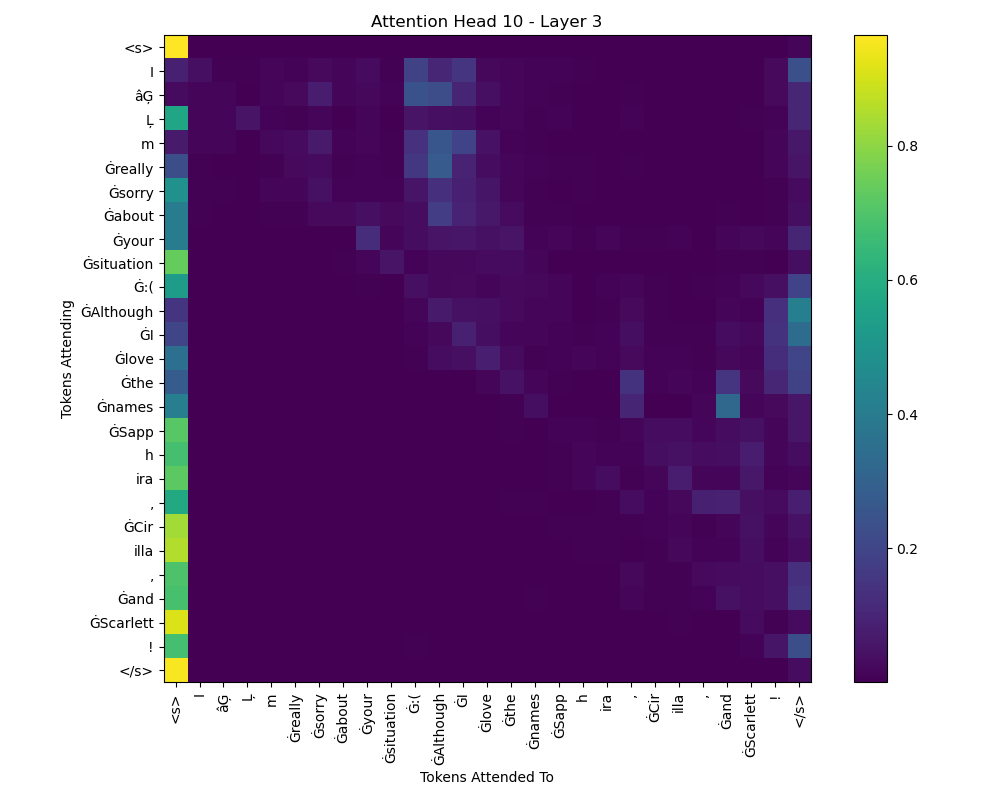 Attention Head 10 - Layer 3
Tokens Attending
<s>
I
âĢ
Ļ
m
Ġreally
Ġsorry
Ġabout
Ġyour
Ġsituation
Ġ:(
ĠAlthough
ĠI
Ġlove
Ġthe
Ġnames
ĠSapp
h
ira
,
ĠCir
illa
,
Ġand
ĠScarlett
!
</s>
<s>
I
âĢ
Ļ
m
Ġreally
Ġsorry
Ġabout
Ġyour
Ġsituation
Ġ:(
ĠAlthough
ĠI
Ġlove
Ġthe
Ġnames
ĠSapp
h
ira
,
ĠCir
illa
,
Ġand
ĠScarlett
!
</s>
Tokens Attended To
0.8
0.6
0.4
0.2